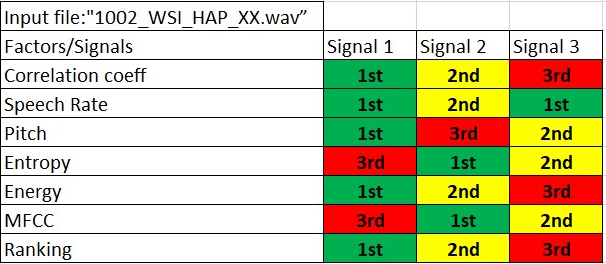 Input file:"1002_WSI_HAP_XX.wav”
Factors/Signals Signal 1 Signal 2 Signal 3
Correlation coeff 1st 2nd 3rd
Speech Rate 1st 2nd 1st
Pitch 1st 3rd 2nd
Entropy 3rd 1st 2nd
Energy 1st 2nd 3rd
MFCC 3rd 1st 2nd
Ranking 1st 2nd 3rd